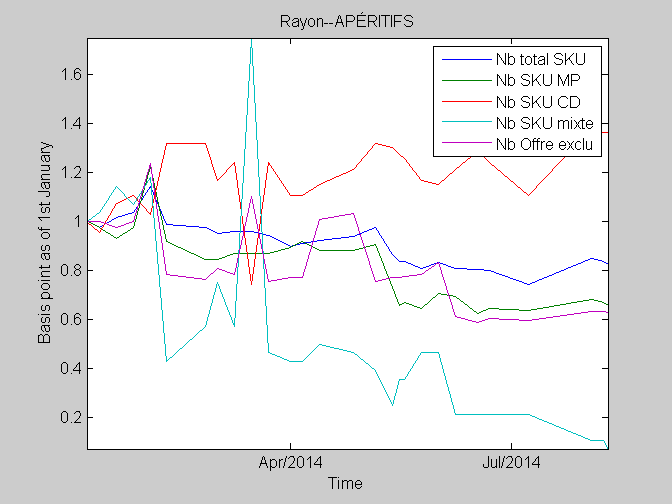 Rayon--APÉRITIFS
Nb total SKU
Nb SKU MP
Nb SKU CD
Nb SKU mixte
Nb Offre exclu
1.6
1.4
1.2
1
0.8
0.6
0.4
0.2
Basis point as of 1st January
Apr/2014
Jul/2014
Time